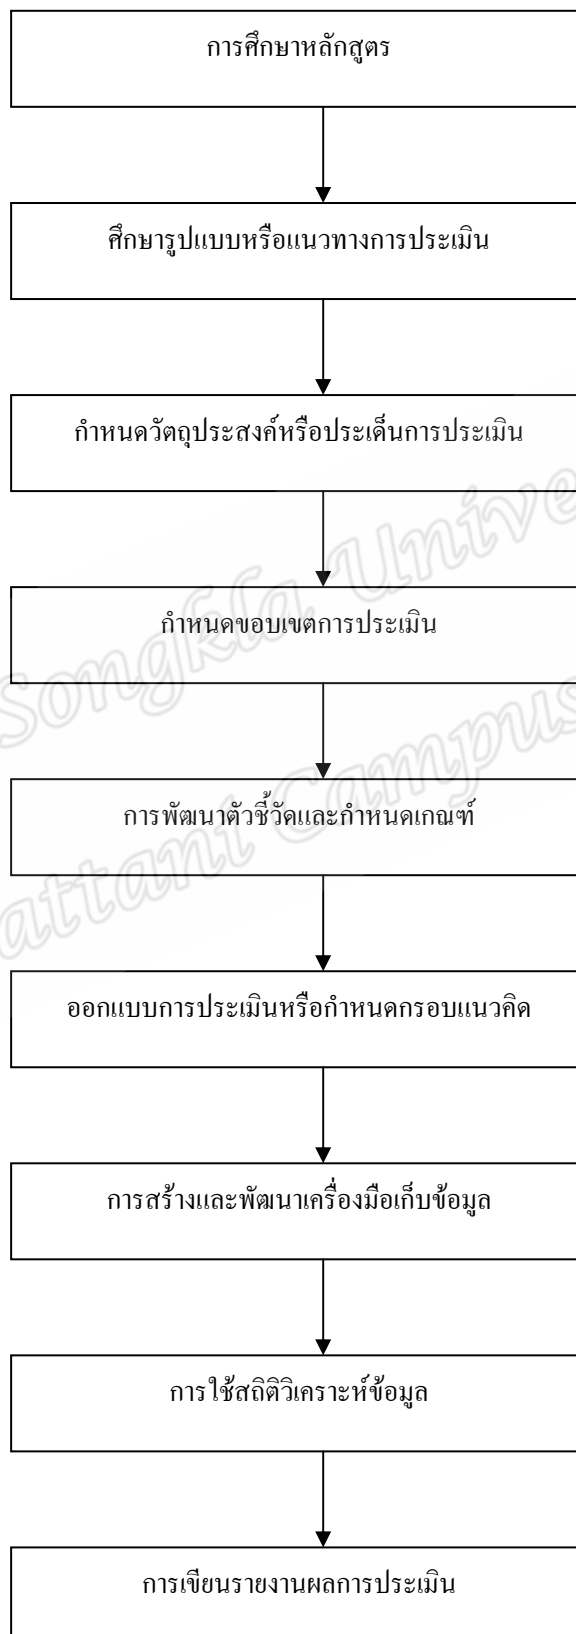 การศึกษาหลักสูตร
ศึกษารูปแบบหรือแนวทางการประเมิน
กำหนดวัตถุประสงค์หรือประเด็นการประเมิน
กำหนดขอบเขตการประเมิน
Songkla Unive
การพัฒนาตัวชี้วัดและกำหนดเกณฑ์
attani Campus
ออกแบบการประเมินหรือกำหนดกรอบแนวคิด
การสร้างและพัฒนาเครื่องมือเก็บข้อมูล
การใช้สถิติวิเคราะห์ข้อมูล
การเขียนรายงานผลการประเมิน